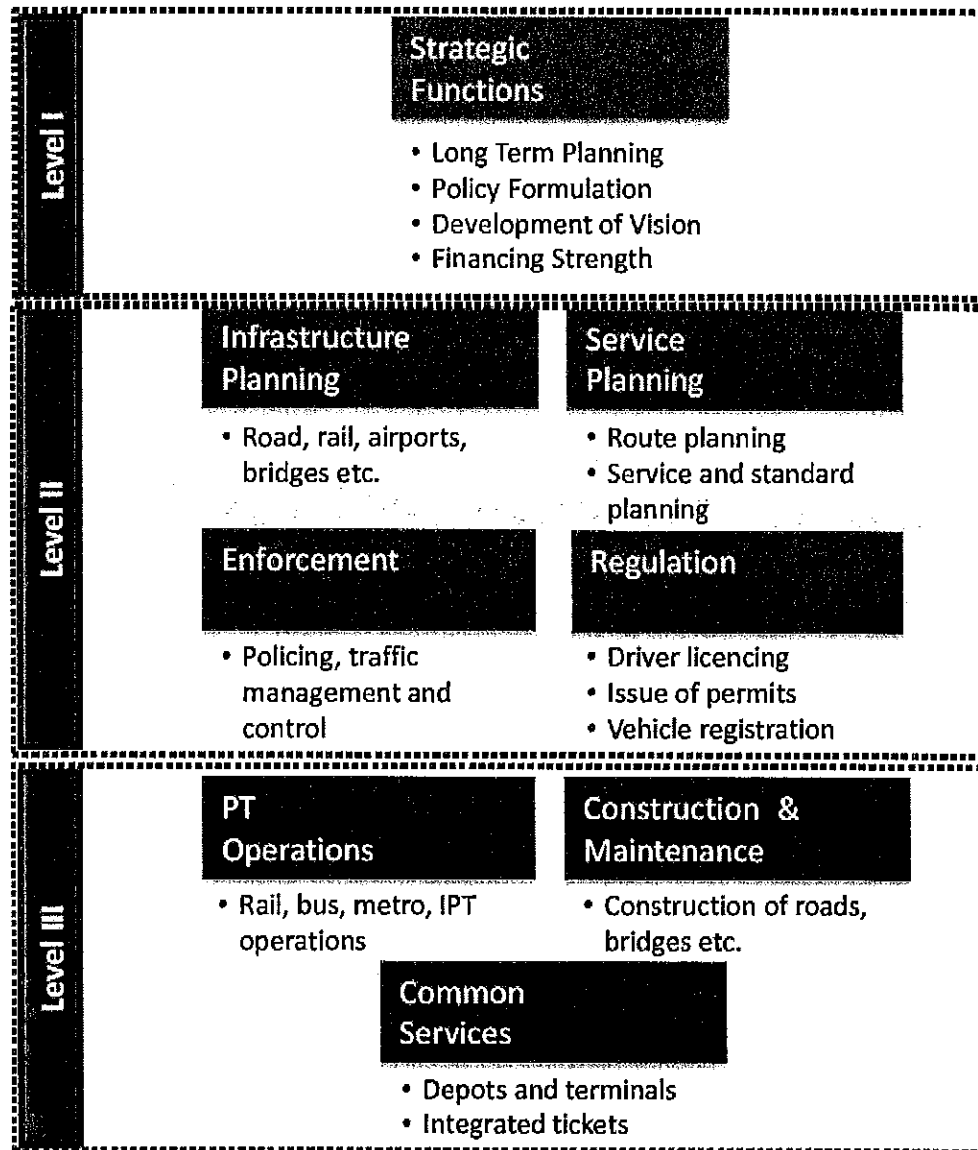 Level I
Strategic
Functions
• Long Term Planning
• Policy Formulation
• Development of Vision
• Financing Strength
Level II
Infrastructure
Planning
• Road, rail, airports,
bridges etc.
Service
Planning
• Route planning
• Service and standard
planning
Enforcement
• Policing, traffic
management and
control
Regulation
• Driver licencing
• Issue of permits
• Vehicle registration
Level III
PT
Operations
• Rail, bus, metro, IPT
operations
Construction &
Maintenance
• Construction of roads,
bridges etc.
Common
Services
• Depots and terminals
• Integrated tickets